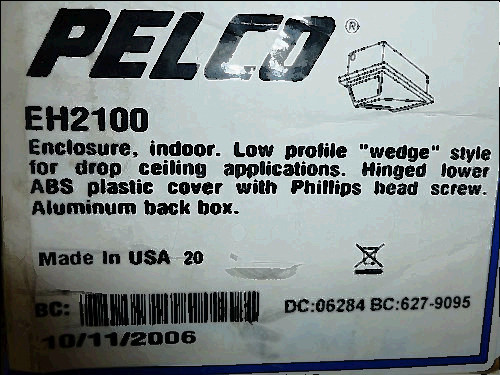 PELCO®
EH2100
Enclosure, indoor. Low profile "wedge" style
for drop ceiling applications. Hinged lower
ABS plastic cover with Phillips head screw.
Aluminum back box.
Made In USA 20
BC:
DC:06284 BC:627-9095
10/11/2006